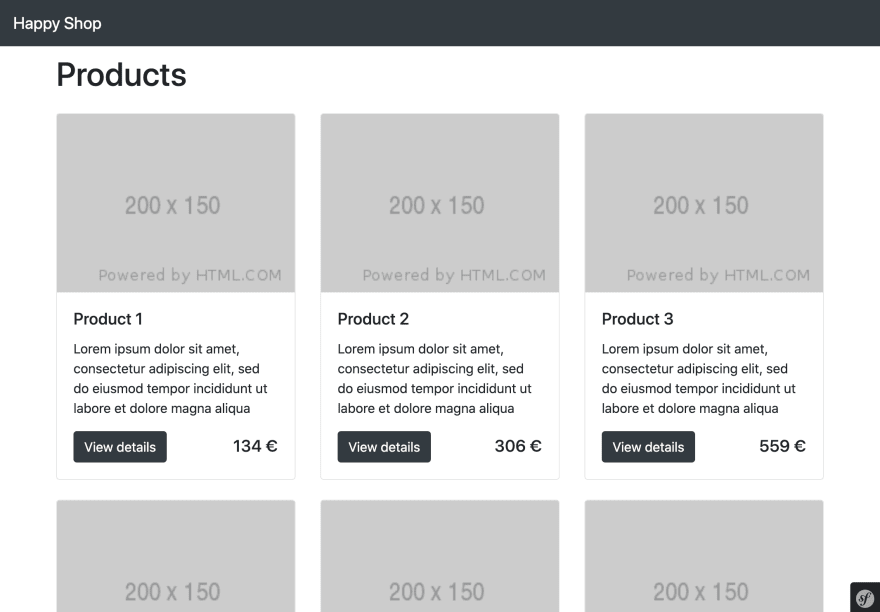 Happy Shop
Products
200 x 150
Powered by HTML.COM
200 x 150
Powered by HTML.COM
200 x 150
Powered by HTML.COM
Product 1
Lorem ipsum dolor sit amet,
consectetur adipiscing elit, sed
do eiusmod tempor incididunt ut
labore et dolore magna aliqua
View details
134 €
Product 2
Lorem ipsum dolor sit amet,
consectetur adipiscing elit, sed
do eiusmod tempor incididunt ut
labore et dolore magna aliqua
View details
306 €
Product 3
Lorem ipsum dolor sit amet,
consectetur adipiscing elit, sed
do eiusmod tempor incididunt ut
labore et dolore magna aliqua
View details
559 €
200 x 150
200 x 150
200 x 150
sf